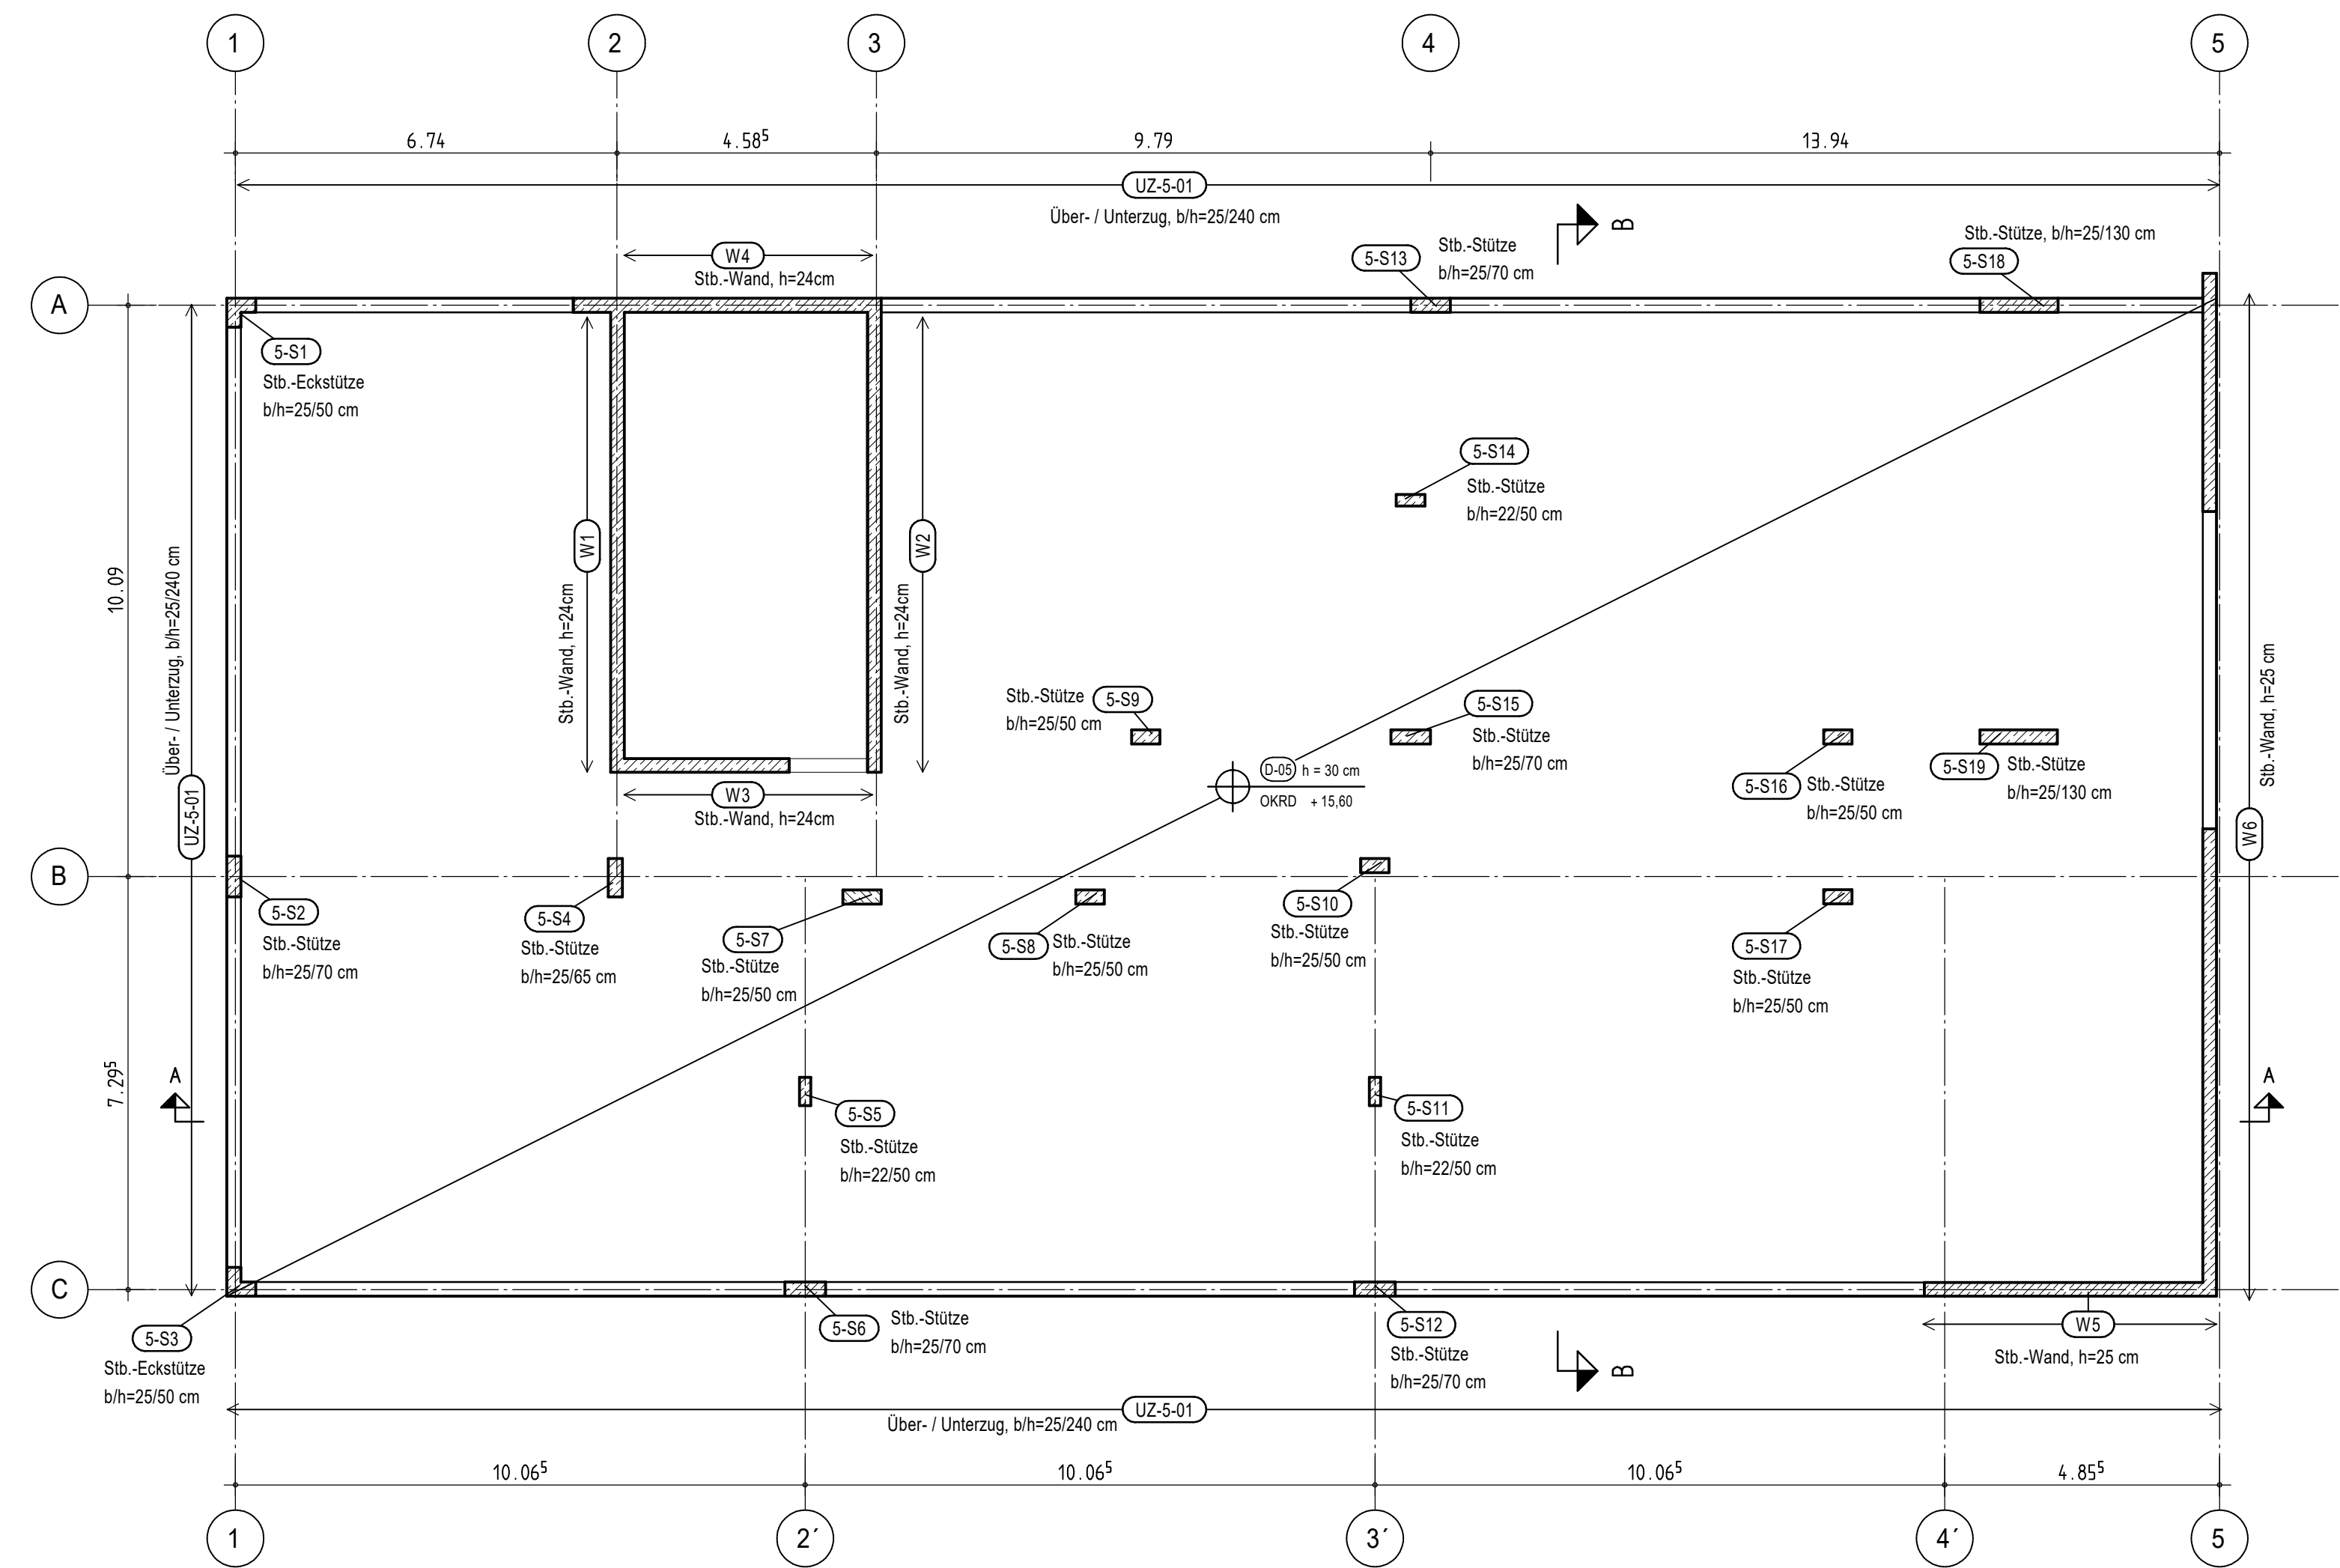 1
2
3
4
5
6.74
4.58⁵
9.79
13.94
UZ-5-01
Über- / Unterzug, b/h=25/240 cm
B
W4
Stb.-Wand, h=24cm
5-S13
Stb.-Stütze
b/h=25/70 cm
Stb.-Stütze, b/h=25/130 cm
5-S18
A
5-S1
Stb.-Eckstütze
b/h=25/50 cm
5-S14
Stb.-Stütze
b/h=22/50 cm
10.09
Über- / Unterzug, b/h=25/240 cm
UZ-5-01
W1
Stb.-Wand, h=24cm
W2
Stb.-Wand, h=24cm
Stb.-Stütze
b/h=25/50 cm
5-S9
5-S15
Stb.-Stütze
b/h=25/70 cm
D-05
h = 30 cm
OKRD + 15,60
5-S16
Stb.-Stütze
b/h=25/50 cm
5-S19
Stb.-Stütze
b/h=25/130 cm
Stb.-Wand, h=25 cm
W6
W3
Stb.-Wand, h=24cm
B
5-S2
Stb.-Stütze
b/h=25/70 cm
5-S4
Stb.-Stütze
b/h=25/65 cm
5-S7
Stb.-Stütze
b/h=25/50 cm
5-S8
Stb.-Stütze
b/h=25/50 cm
5-S10
Stb.-Stütze
b/h=25/50 cm
5-S17
Stb.-Stütze
b/h=25/50 cm
7.29⁵
A
A
5-S5
Stb.-Stütze
b/h=22/50 cm
5-S11
Stb.-Stütze
b/h=22/50 cm
C
5-S3
Stb.-Eckstütze
b/h=25/50 cm
5-S6
Stb.-Stütze
b/h=25/70 cm
5-S12
Stb.-Stütze
b/h=25/70 cm
B
W5
Stb.-Wand, h=25 cm
UZ-5-01
Über- / Unterzug, b/h=25/240 cm
10.06⁵
10.06⁵
10.06⁵
4.85⁵
1
2´
3´
4´
5